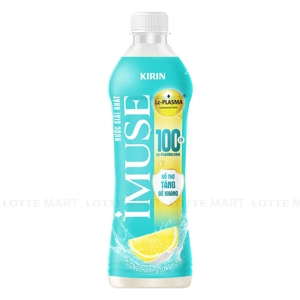 KIRIN
Lc-PLASMA
NƯỚC GIẢI KHÁT
iMUSE
100
HỖ TRỢ
TĂNG
ĐỀ KHÁNG
LOTTE MART